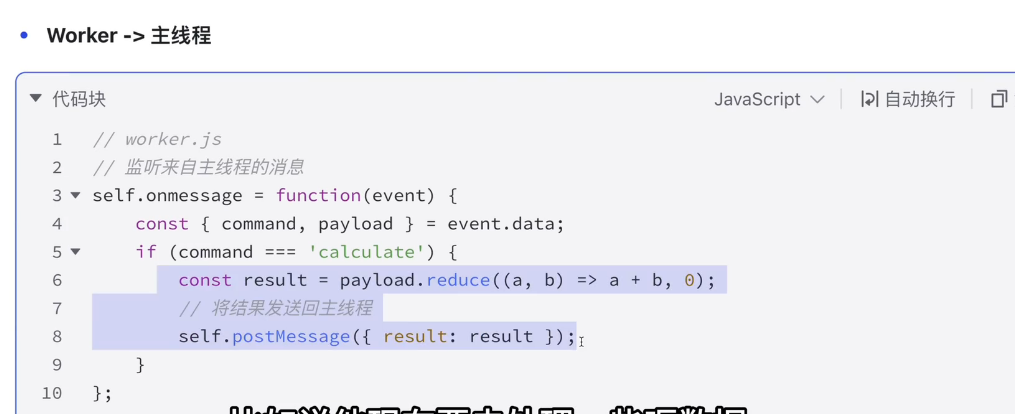 Worker -> 主线程
代码块 JavaScript 自动换行
1 // worker.js
2 // 监听来自主线程的消息
3 self.onmessage = function(event) {
4 const { command, payload } = event.data;
5 if (command === 'calculate') {
6 const result = payload.reduce((a, b) => a + b, 0);
7 // 将结果发送回主线程
8 self.postMessage({ result: result });
9 }
10 };